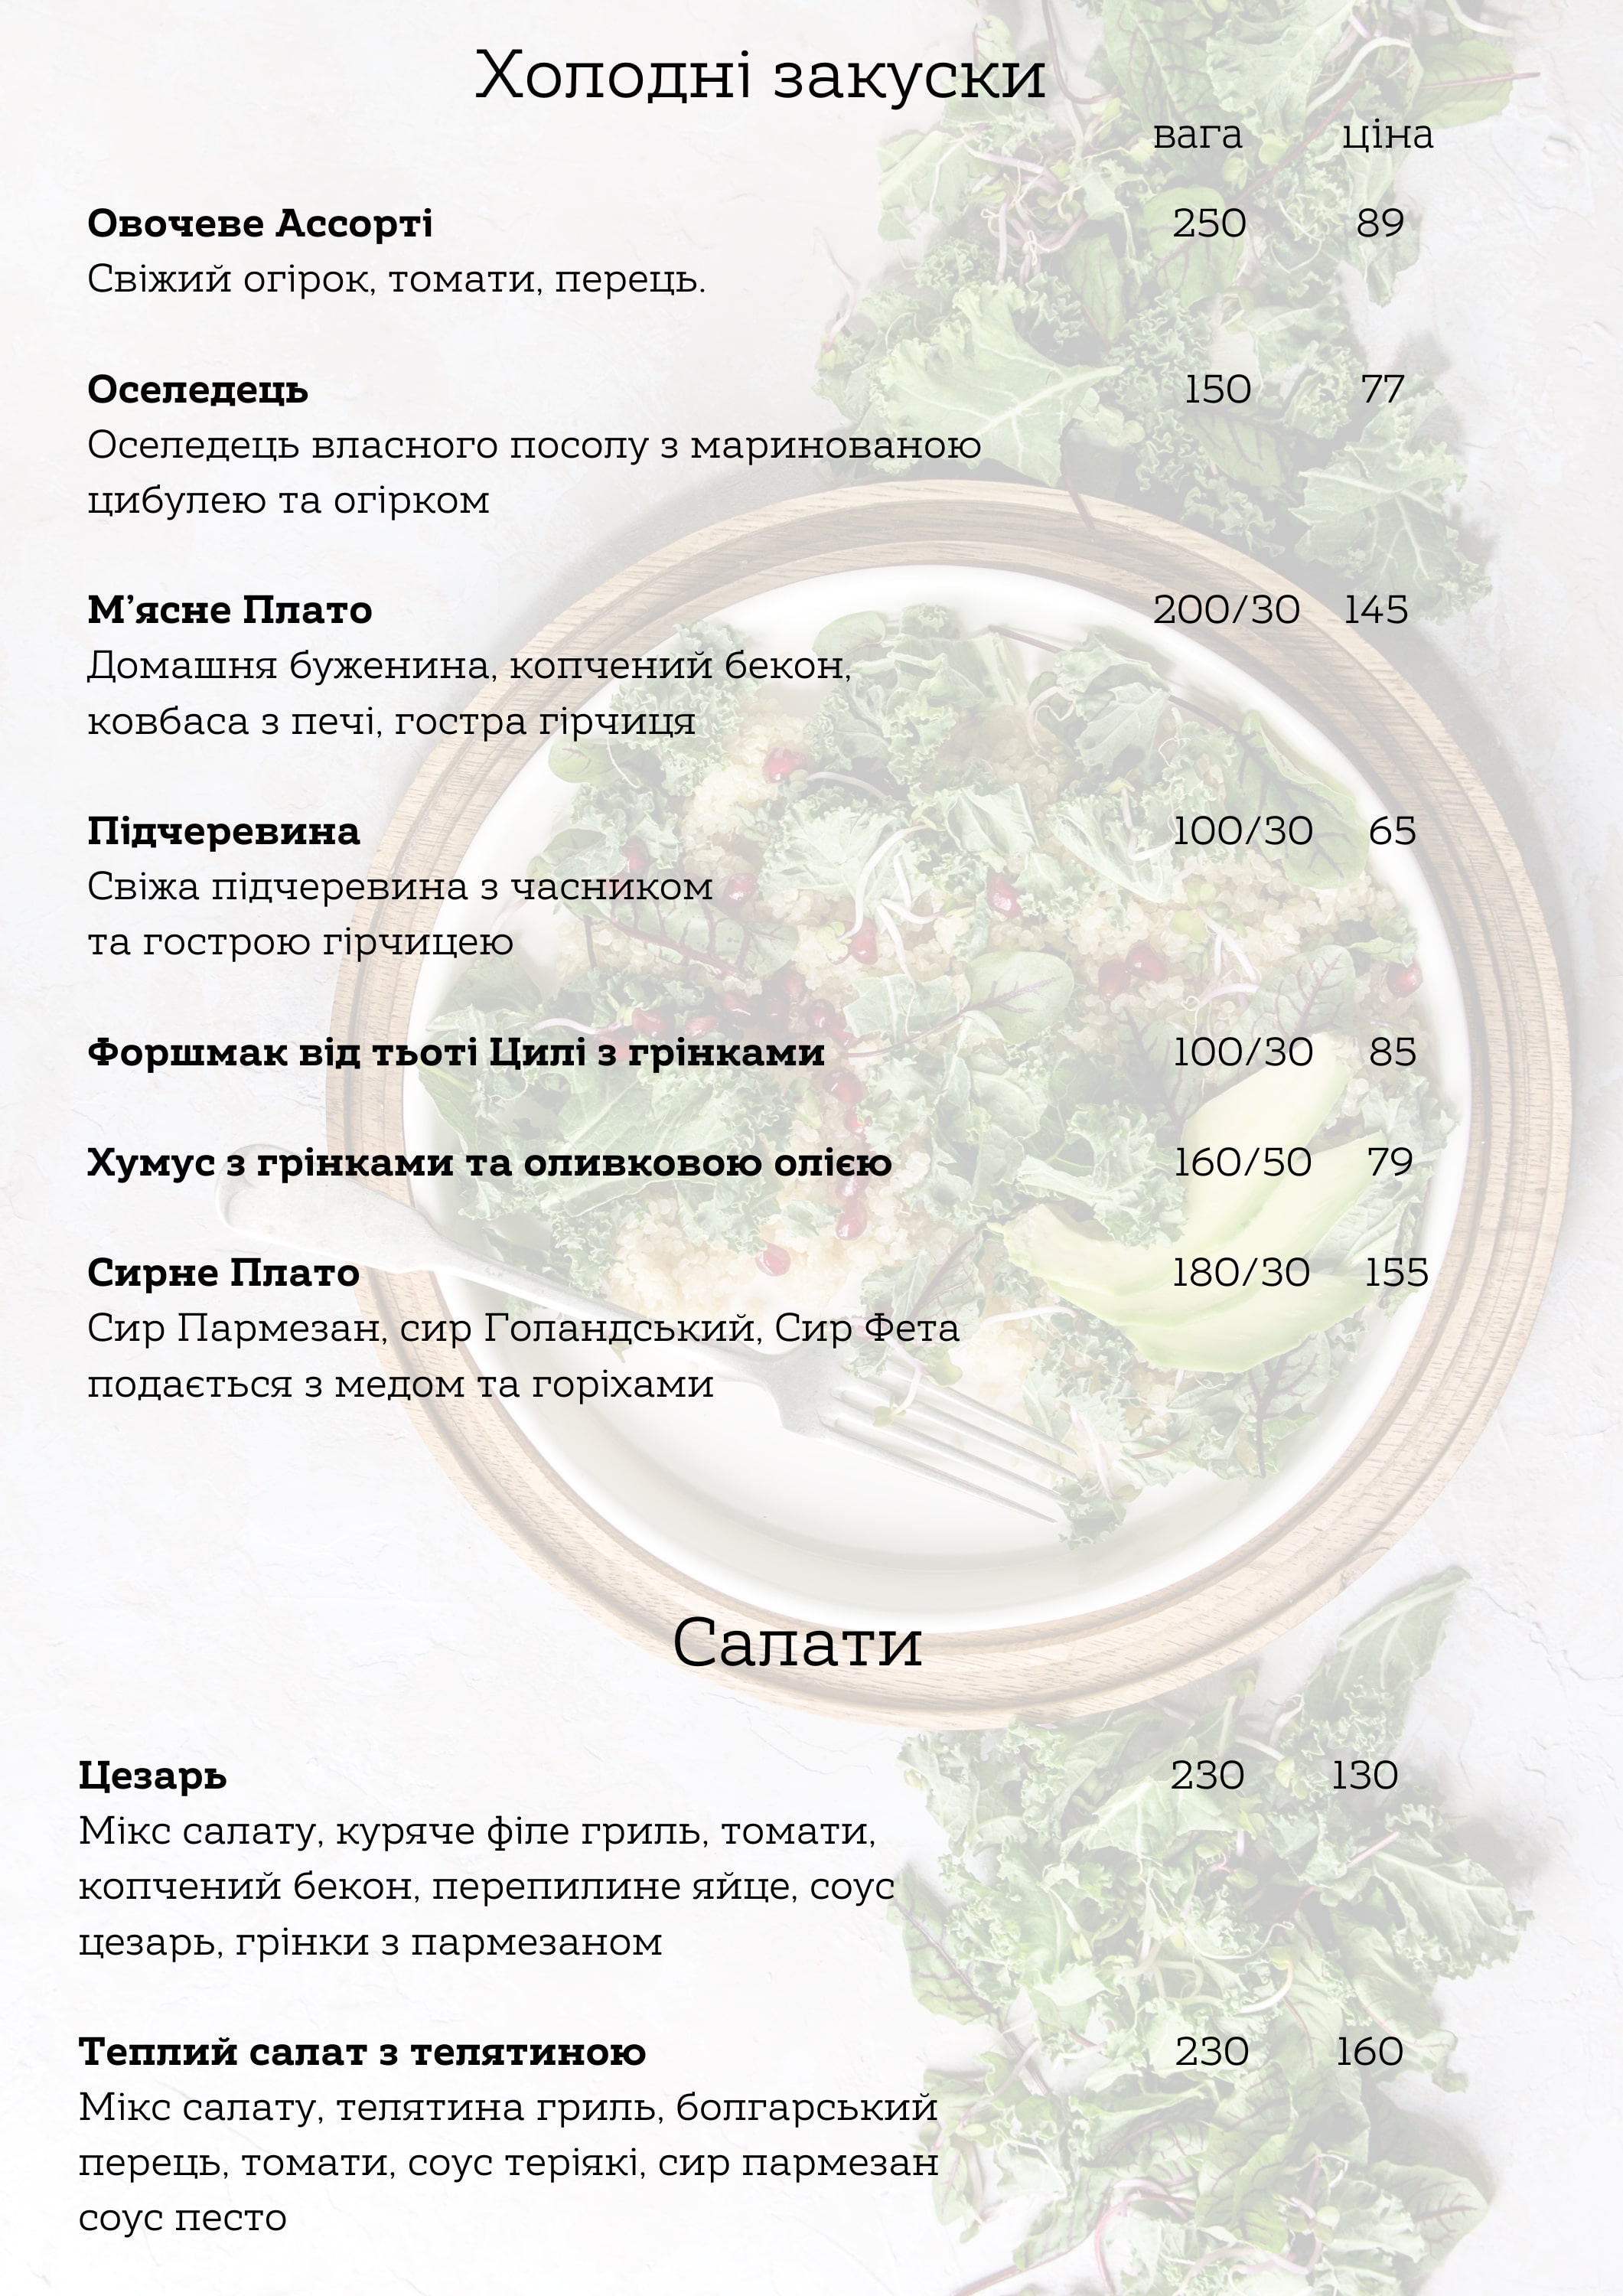 Холодні закуски
вага ціна
Овочеве Ассорті 250 89
Свіжий огірок, томати, перець.
Оселедець 150 77
Оселедець власного посолу з маринованою
цибулею та огірком
М’ясне Плато 200/30 145
Домашня буженина, копчений бекон,
ковбаса з печі, гостра гірчиця
Підчеревина 100/30 65
Свіжа підчеревина з часником
та гострою гірчицею
Форшмак від тьоті Цилі з грінками 100/30 85
Хумус з грінками та оливковою олією 160/50 79
Сирне Плато 180/30 155
Сир Пармезан, сир Голандський, Сир Фета
подається з медом та горіхами
Салати
Цезарь 230 130
Мікс салату, куряче філе гриль, томати,
копчений бекон, перепилине яйце, соус
цезарь, грінки з пармезаном
Теплий салат з телятиною 230 160
Мікс салату, телятина гриль, болгарський
перець, томати, соус теріякі, сир пармезан
соус песто